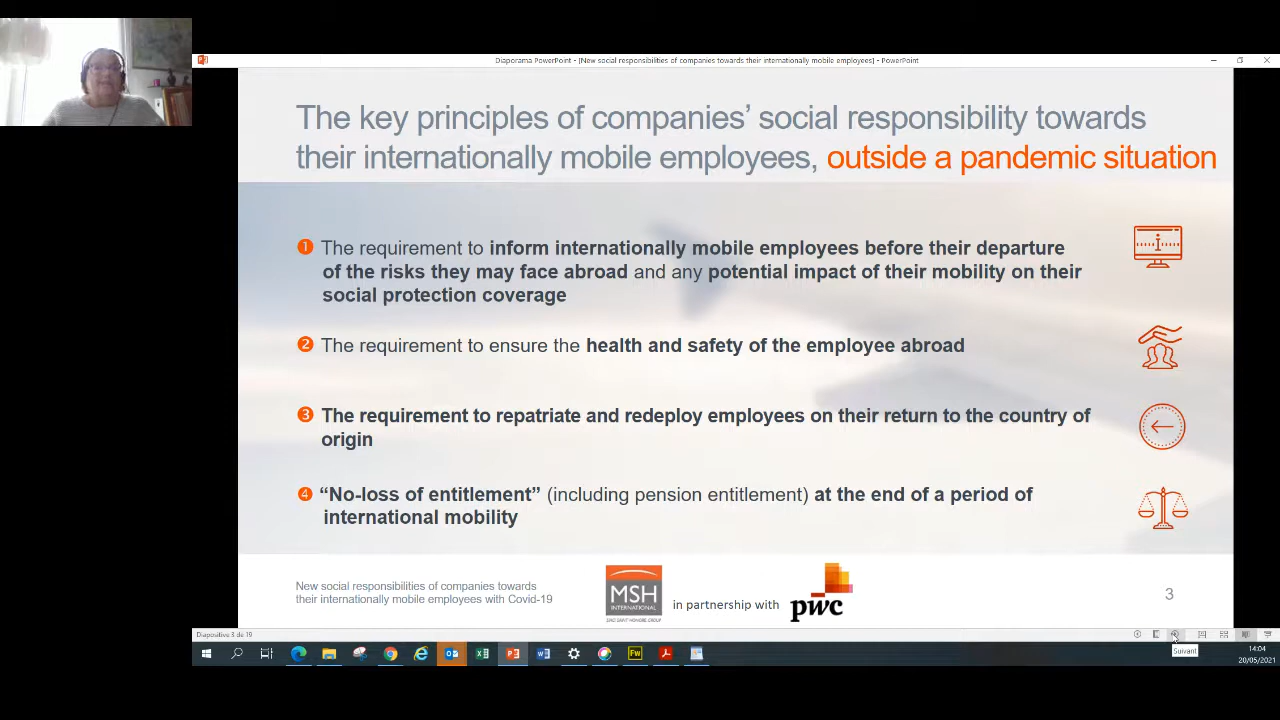 Diaporama PowerPoint - [New social responsibilities of companies towards their internationally mobile employees] - PowerPoint
The key principles of companies’ social responsibility towards
their internationally mobile employees, outside a pandemic situation
1 The requirement to inform internationally mobile employees before their departure
of the risks they may face abroad and any potential impact of their mobility on their
social protection coverage
2 The requirement to ensure the health and safety of the employee abroad
3 The requirement to repatriate and redeploy employees on their return to the country of
origin
4 “No-loss of entitlement” (including pension entitlement) at the end of a period of
international mobility
New social responsibilities of companies towards
their internationally mobile employees with Covid-19
MSH
INTERNATIONAL
in partnership with
pwc
3
Diapositive 3 de 19
Suivant
Fw
14:04
20/05/2021